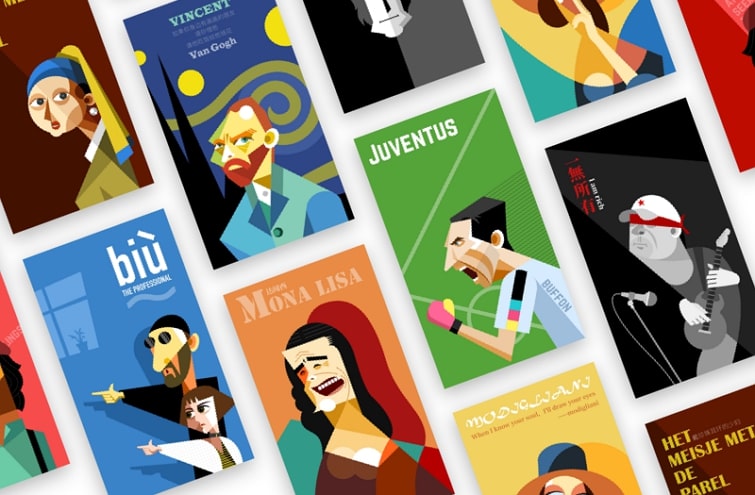 VINCENT
Van Gogh
JUVENTUS
BUFFON
一無所有
I am rich
biù
THE PROFESSIONAL
MONA LISA
MODIGLIANI
When I know your soul, I'll draw your eyes
— modigliani
HET
MEISJE MET
DE
PAREL